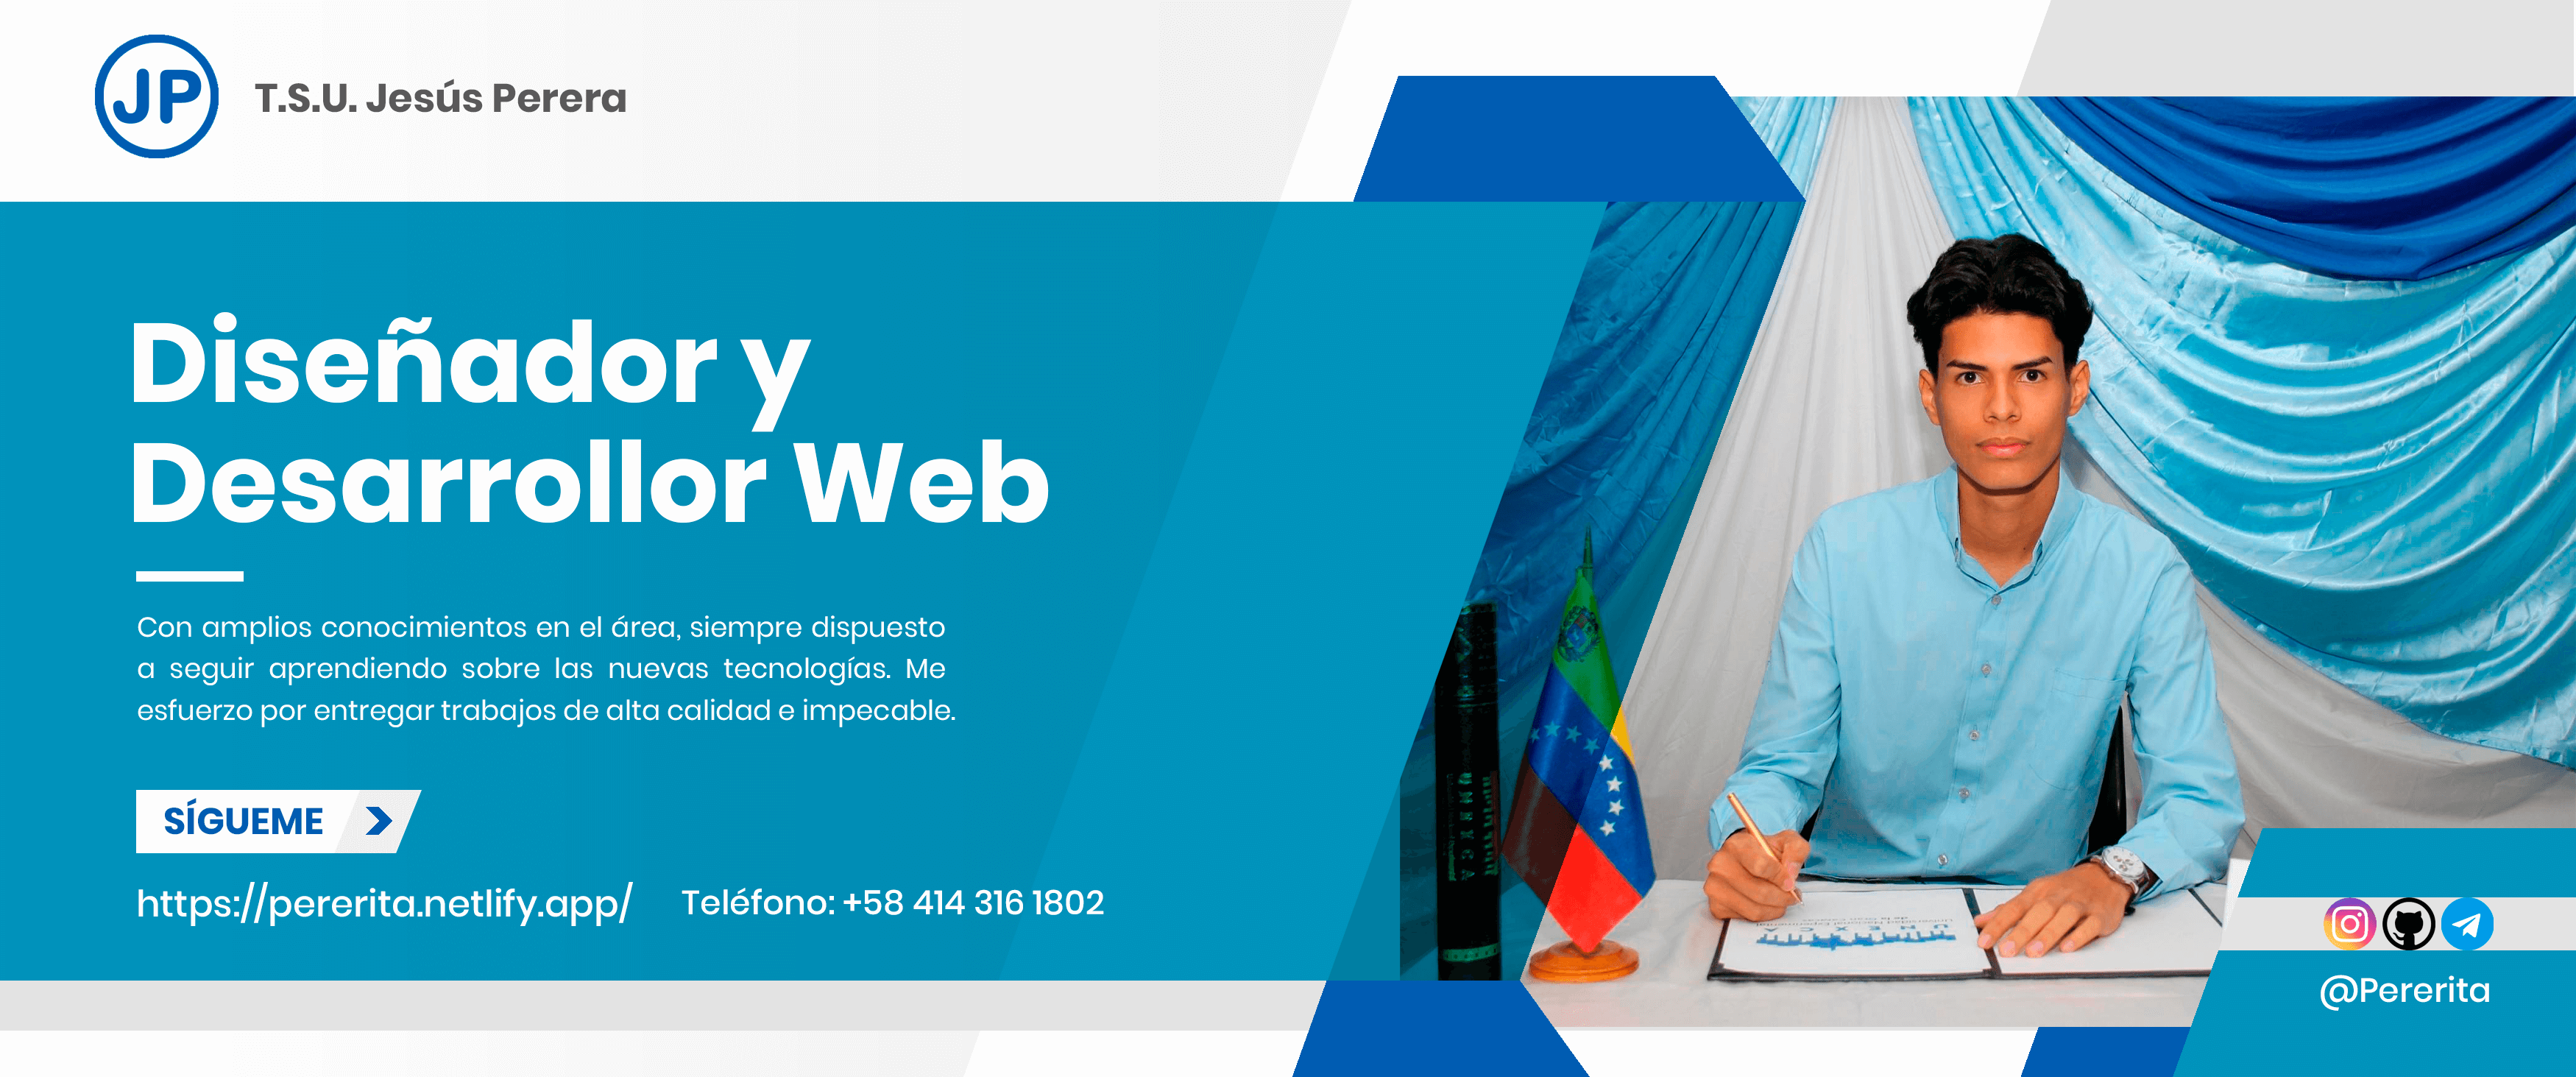 JP
T.S.U. Jesús Perera
Diseñador y
Desarrollor Web
Con amplios conocimientos en el área, siempre dispuesto
a seguir aprendiendo sobre las nuevas tecnologías. Me
esfuerzo por entregar trabajos de alta calidad e impecable.
SÍGUEME
https://pererita.netlify.app/
Teléfono: +58 414 316 1802
UNEXCA
UNEXCA
@Pererita